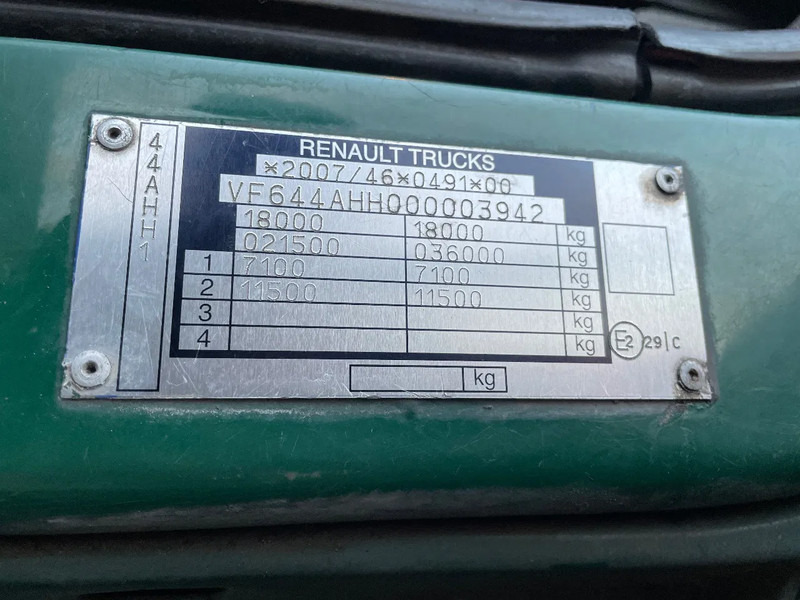 44AHH1
RENAULT TRUCKS
*2007/46*0491*00
VF644AHH000003942
18000 18000 kg
021500 036000 kg
1 7100 7100 kg
2 11500 11500 kg
3 kg
4 kg
E2 29|C
kg